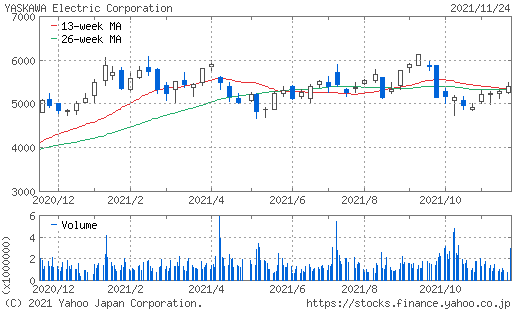 YASKAWA Electric Corporation 2021/11/24
7000
13-week MA
26-week MA
6000
5000
4000
3000
2020/12 2021/2 2021/4 2021/6 2021/8 2021/10
6
Volume
4
2
0
(x1000000)
2020/12 2021/2 2021/4 2021/6 2021/8 2021/10
(C) 2021 Yahoo Japan Corporation. https://stocks.finance.yahoo.co.jp/